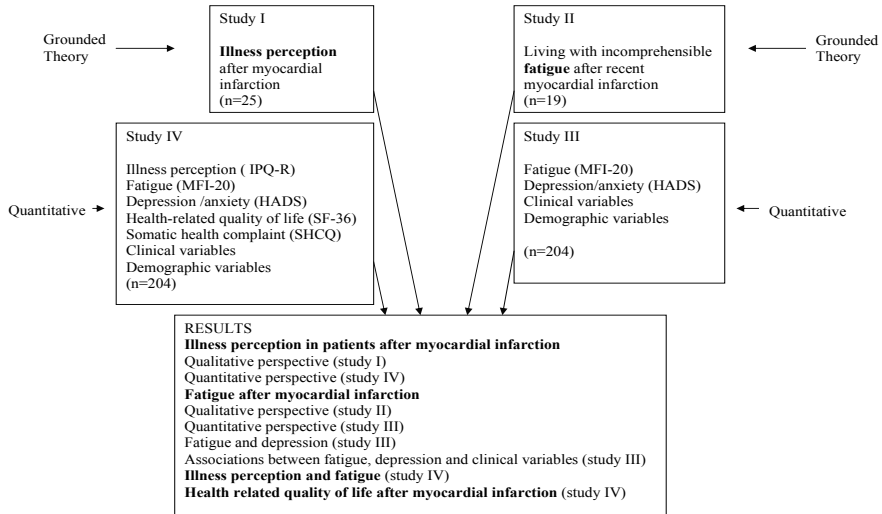 Grounded
Theory
Study I
Illness perception
after myocardial
infarction
(n=25)
Study II
Living with incomprehensible
fatigue after recent
myocardial infarction
(n=19)
Grounded
Theory
Quantitative
Study IV
Illness perception ( IPQ-R)
Fatigue (MFI-20)
Depression /anxiety (HADS)
Health-related quality of life (SF-36)
Somatic health complaint (SHCQ)
Clinical variables
Demographic variables
(n=204)
Study III
Fatigue (MFI-20)
Depression/anxiety (HADS)
Clinical variables
Demographic variables
(n=204)
Quantitative
RESULTS
Illness perception in patients after myocardial infarction
Qualitative perspective (study I)
Quantitative perspective (study IV)
Fatigue after myocardial infarction
Qualitative perspective (study II)
Quantitative perspective (study III)
Fatigue and depression (study III)
Associations between fatigue, depression and clinical variables (study III)
Illness perception and fatigue (study IV)
Health related quality of life after myocardial infarction (study IV)